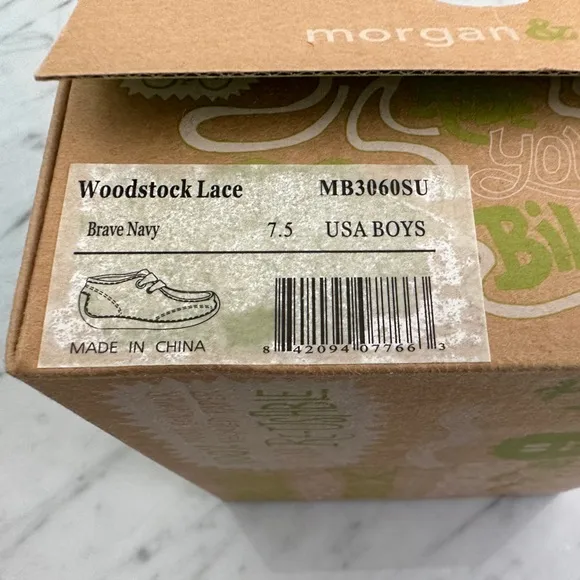 morgan &
Woodstock Lace MB3060SU
Brave Navy 7.5 USA BOYS
MADE IN CHINA
8 42094 07766 3